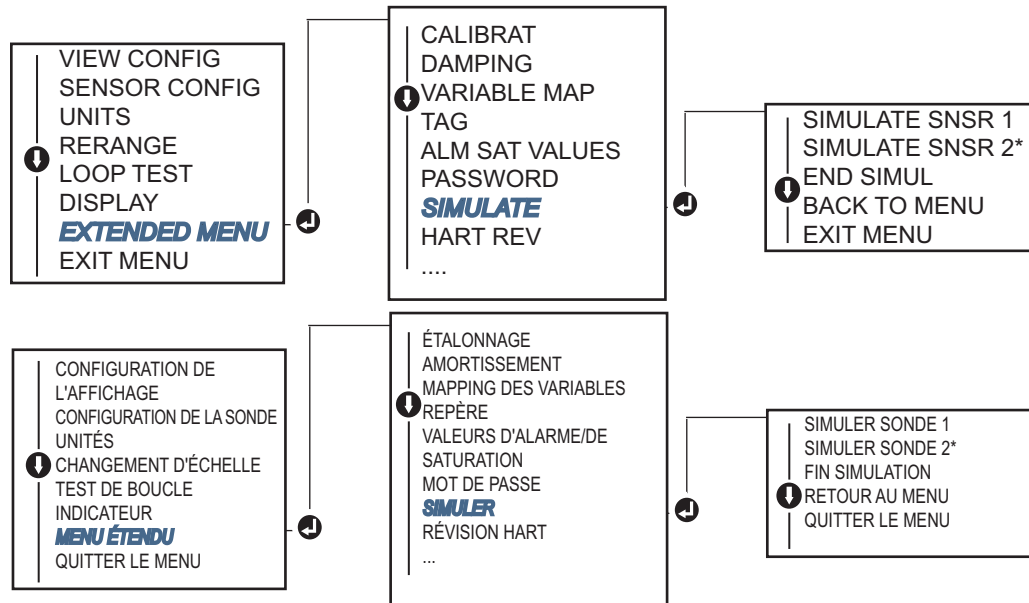 VIEW CONFIG
SENSOR CONFIG
UNITS
RERANGE
LOOP TEST
DISPLAY
EXTENDED MENU
EXIT MENU
CALIBRAT
DAMPING
VARIABLE MAP
TAG
ALM SAT VALUES
PASSWORD
SIMULATE
HART REV
....
SIMULATE SNSR 1
SIMULATE SNSR 2*
END SIMUL
BACK TO MENU
EXIT MENU
CONFIGURATION DE
L'AFFICHAGE
CONFIGURATION DE LA SONDE
UNITÉS
CHANGEMENT D'ÉCHELLE
TEST DE BOUCLE
INDICATEUR
MENU ÉTENDU
QUITTER LE MENU
ÉTALONNAGE
AMORTISSEMENT
MAPPING DES VARIABLES
REPÈRE
VALEURS D'ALARME/DE
SATURATION
MOT DE PASSE
SIMULER
RÉVISION HART
...
SIMULER SONDE 1
SIMULER SONDE 2*
FIN SIMULATION
RETOUR AU MENU
QUITTER LE MENU